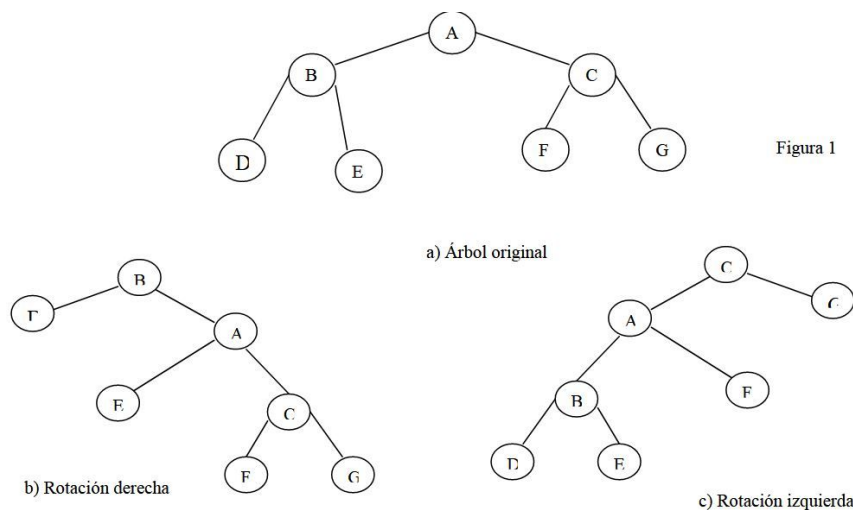 A
B
C
D
E
F
G
Figura 1
a) Árbol original
B
A
E
C
F
G
b) Rotación derecha
C
A
B
F
D
E
c) Rotación izquierda